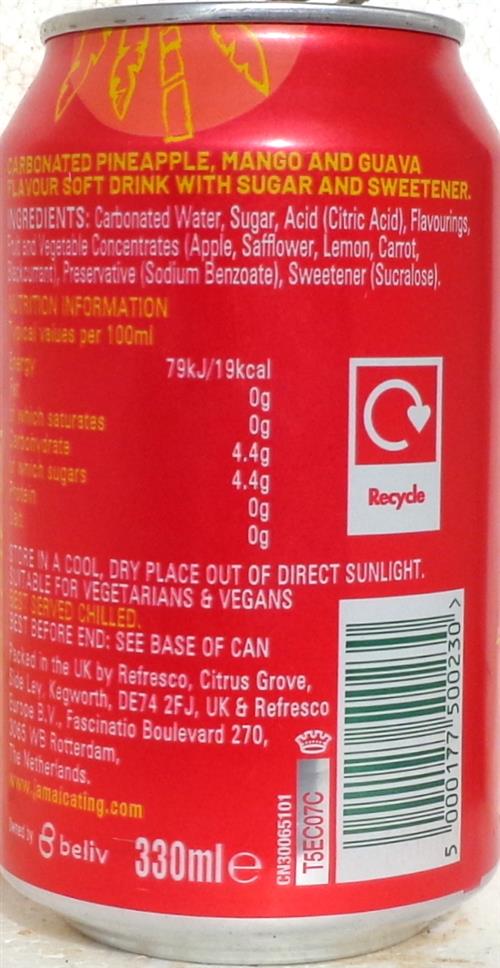 CARBONATED PINEAPPLE, MANGO AND GUAVA
FLAVOUR SOFT DRINK WITH SUGAR AND SWEETENER.
INGREDIENTS: Carbonated Water, Sugar, Acid (Citric Acid), Flavourings,
Fruit and Vegetable Concentrates (Apple, Safflower, Lemon, Carrot,
Blackcurrant), Preservative (Sodium Benzoate), Sweetener (Sucralose).
NUTRITION INFORMATION
Typical values per 100ml
Energy 79kJ/19kcal
Fat 0g
of which saturates 0g
Carbohydrate 4.4g
of which sugars 4.4g
Protein 0g
Salt 0g
Recycle
STORE IN A COOL, DRY PLACE OUT OF DIRECT SUNLIGHT.
SUITABLE FOR VEGETARIANS & VEGANS
BEST SERVED CHILLED.
BEST BEFORE END: SEE BASE OF CAN
Packed in the UK by Refresco, Citrus Grove,
Side Ley, Kegworth, DE74 2FJ, UK & Refresco
Europe B.V., Fascinatio Boulevard 270,
3065 WB Rotterdam,
The Netherlands.
www.jamaicating.com
Owned by beliv 330ml e
CN30065101
T5EC07C
5 000177 500230 >